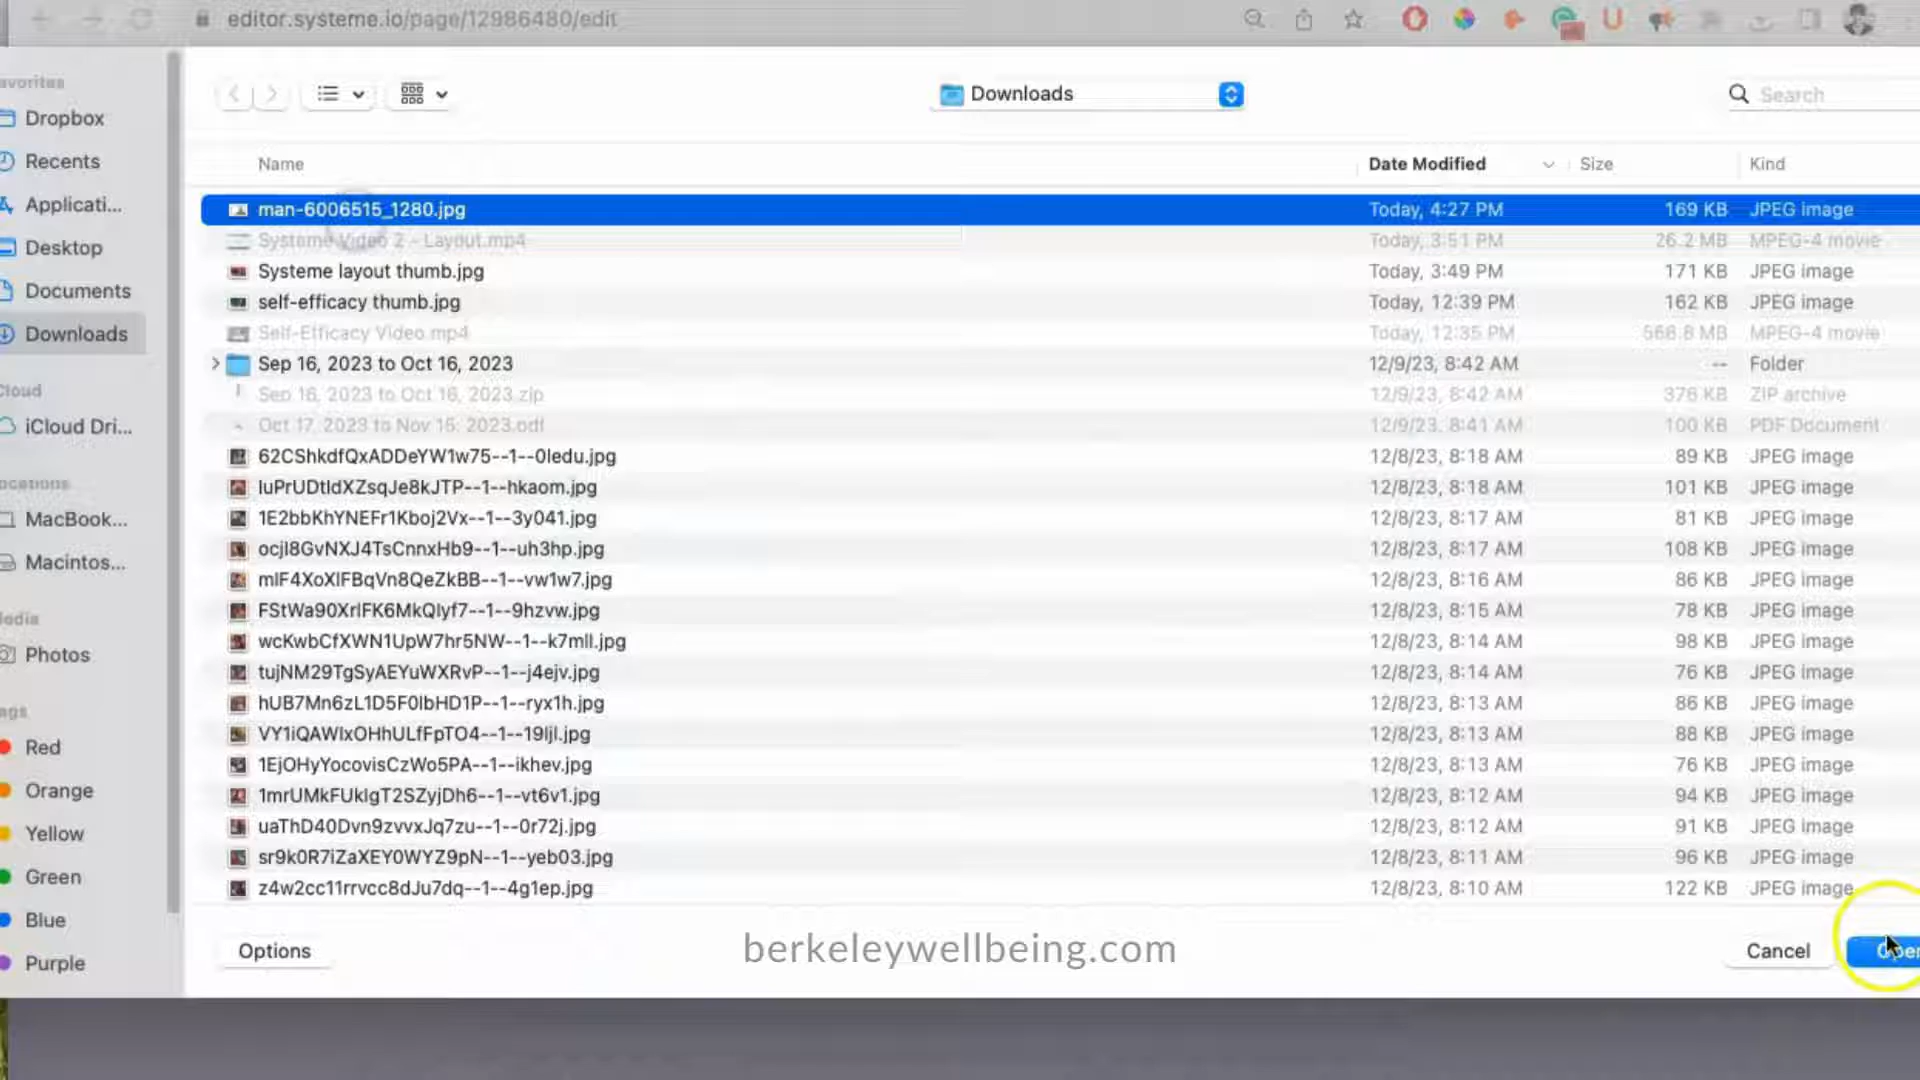 editor.systeme.io/page/12986480/edit
avorites
Dropbox
Recents
Applicati...
Desktop
Documents
Downloads
Cloud
iCloud Dri...
ocations
MacBook...
Macintos...
Media
Photos
ags
Red
Orange
Yellow
Green
Blue
Purple
Downloads
Search
Name Date Modified Size Kind
man-6006515_1280.jpg Today, 4:27 PM 169 KB JPEG image
Systeme Video 2 - Layout.mp4 Today, 3:51 PM 26.2 MB MPEG-4 movie
Systeme layout thumb.jpg Today, 3:49 PM 171 KB JPEG image
self-efficacy thumb.jpg Today, 12:39 PM 162 KB JPEG image
Self-Efficacy Video.mp4 Today, 12:35 PM 568.8 MB MPEG-4 movie
Sep 16, 2023 to Oct 16, 2023 12/9/23, 8:42 AM -- Folder
Sep 16, 2023 to Oct 16, 2023.zip 12/9/23, 8:42 AM 376 KB ZIP archive
Oct 17, 2023 to Nov 15, 2023.pdf 12/9/23, 8:41 AM 100 KB PDF Document
62CShkdfQxADDeYW1w75--1--0ledu.jpg 12/8/23, 8:18 AM 89 KB JPEG image
luPrUDtIdXZsqJe8kJTP--1--hkaom.jpg 12/8/23, 8:18 AM 101 KB JPEG image
1E2bbKhYNEFr1Kboj2Vx--1--3y041.jpg 12/8/23, 8:17 AM 81 KB JPEG image
ocjI8GvNXJ4TsCnnxHb9--1--uh3hp.jpg 12/8/23, 8:17 AM 108 KB JPEG image
mIF4XoXlFBqVn8QeZkBB--1--vw1w7.jpg 12/8/23, 8:16 AM 86 KB JPEG image
FStWa90XrlFK6MkQlyf7--1--9hzvw.jpg 12/8/23, 8:15 AM 78 KB JPEG image
wcKwbCfXWN1UpW7hr5NW--1--k7mll.jpg 12/8/23, 8:14 AM 98 KB JPEG image
tujNM29TgSyAEYuWXRvP--1--j4ejv.jpg 12/8/23, 8:14 AM 76 KB JPEG image
hUB7Mn6zL1D5F0lbHD1P--1--ryx1h.jpg 12/8/23, 8:13 AM 86 KB JPEG image
VY1iQAWlxOHhULfFpTO4--1--19ljl.jpg 12/8/23, 8:13 AM 88 KB JPEG image
1EjOHyYocovisCzWo5PA--1--ikhev.jpg 12/8/23, 8:13 AM 76 KB JPEG image
1mrUMkFUkIgT2SZyjDh6--1--vt6v1.jpg 12/8/23, 8:12 AM 94 KB JPEG image
uaThD40Dvn9zvvxJq7zu--1--0r72j.jpg 12/8/23, 8:12 AM 91 KB JPEG image
sr9k0R7iZaXEY0WYZ9pN--1--yeb03.jpg 12/8/23, 8:11 AM 96 KB JPEG image
z4w2cc11rrvcc8dJu7dq--1--4g1ep.jpg 12/8/23, 8:10 AM 122 KB JPEG image
Options
berkeleywellbeing.com
Cancel
Open